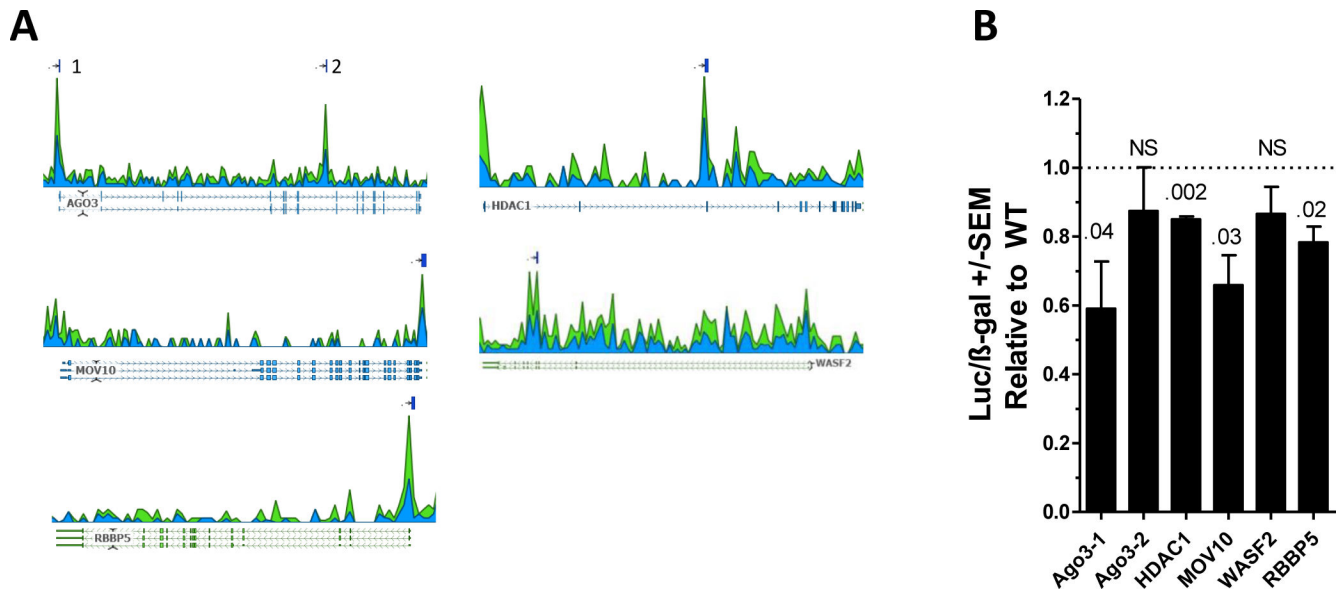 A
1
2
AGO3
HDAC1
MOV10
WASF2
RBBP5
B
Luc/ß-gal +/-SEM
Relative to WT
1.2
1.0
0.8
0.6
0.4
0.2
0.0
.04
NS
.002
.03
NS
.02
Ago3-1
Ago3-2
HDAC1
MOV10
WASF2
RBBP5